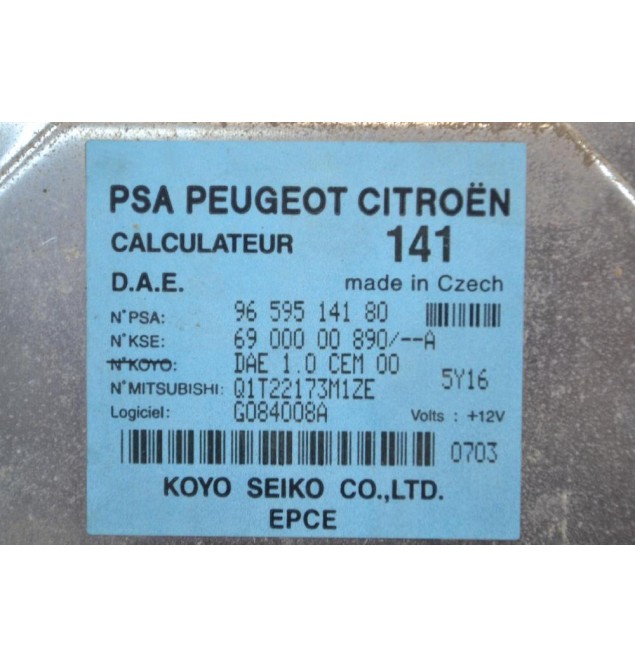 PSA PEUGEOT CITROËN
CALCULATEUR 141
D.A.E. made in Czech
N°PSA: 96 595 141 80
N°KSE: 69 000 00 890/--A
N°KOYO: DAE 1.0 CEM 00
N°MITSUBISHI: Q1T22173M1ZE 5Y16
Logiciel: G084008A Volts : +12V
0703
KOYO SEIKO CO.,LTD.
EPCE